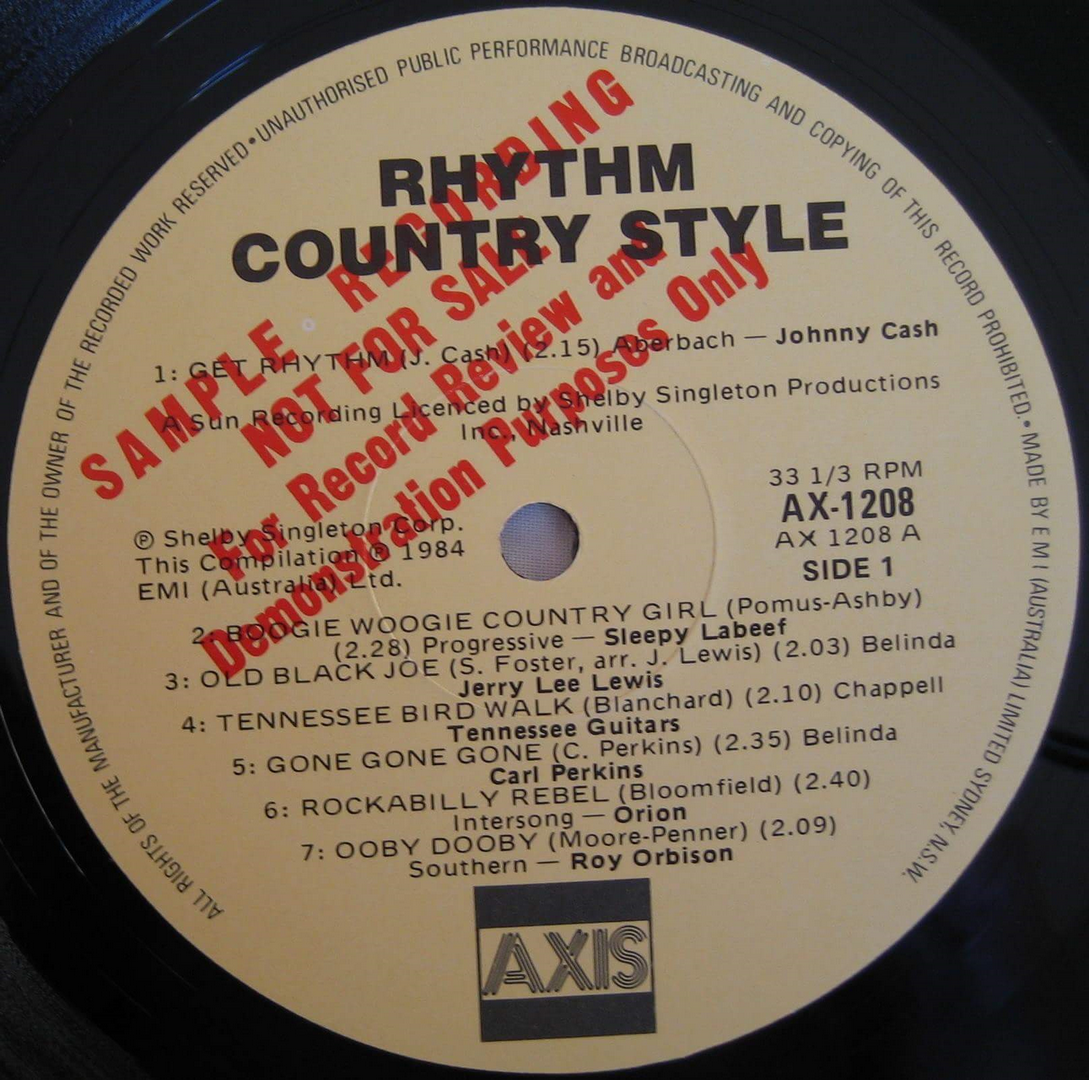 ALL RIGHTS OF THE MANUFACTURER AND OF THE OWNER OF THE RECORDED WORK RESERVED • UNAUTHORISED PUBLIC PERFORMANCE BROADCASTING AND COPYING OF THIS RECORD PROHIBITED. • MADE BY E M I (AUSTRALIA) LIMITED SYDNEY, N.S.W.
RHYTHM
COUNTRY STYLE
SAMPLE RECORDING
NOT FOR SALE
For Record Review and
Demonstration Purposes Only
1: GET RHYTHM (J. Cash) (2.15) Aberbach — Johnny Cash
A Sun Recording Licenced by Shelby Singleton Productions
Inc., Nashville
33 1/3 RPM
AX-1208
AX 1208 A
SIDE 1
℗ Shelby Singleton Corp.
This Compilation ℗ 1984
EMI (Australia) Ltd.
2: BOOGIE WOOGIE COUNTRY GIRL (Pomus-Ashby)
(2.28) Progressive — Sleepy Labeef
3: OLD BLACK JOE (S. Foster, arr. J. Lewis) (2.03) Belinda
Jerry Lee Lewis
4: TENNESSEE BIRD WALK (Blanchard) (2.10) Chappell
Tennessee Guitars
5: GONE GONE GONE (C. Perkins) (2.35) Belinda
Carl Perkins
6: ROCKABILLY REBEL (Bloomfield) (2.40)
Intersong — Orion
7: OOBY DOOBY (Moore-Penner) (2.09)
Southern — Roy Orbison
AXIS